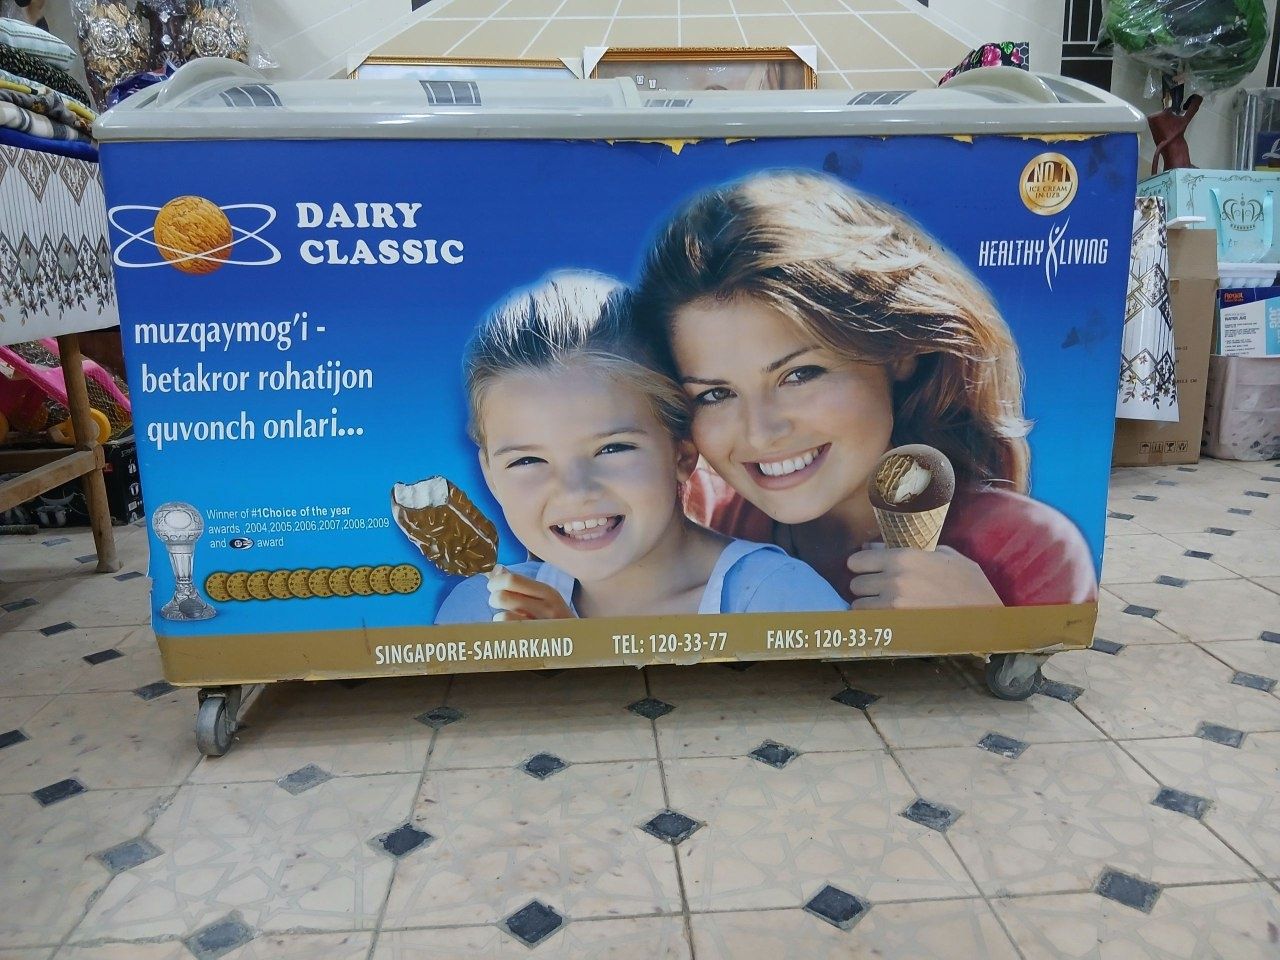 DAIRY
CLASSIC
muzqaymog'i -
betakror rohatijon
quvonch onlari...
Winner of #1Choice of the year
awards ,2004,2005,2006,2007,2008,2009
and award
NO.1
ICE CREAM
IN UZB
HEALTHY LIVING
SINGAPORE-SAMARKAND TEL: 120-33-77 FAKS: 120-33-79
WATER JUG